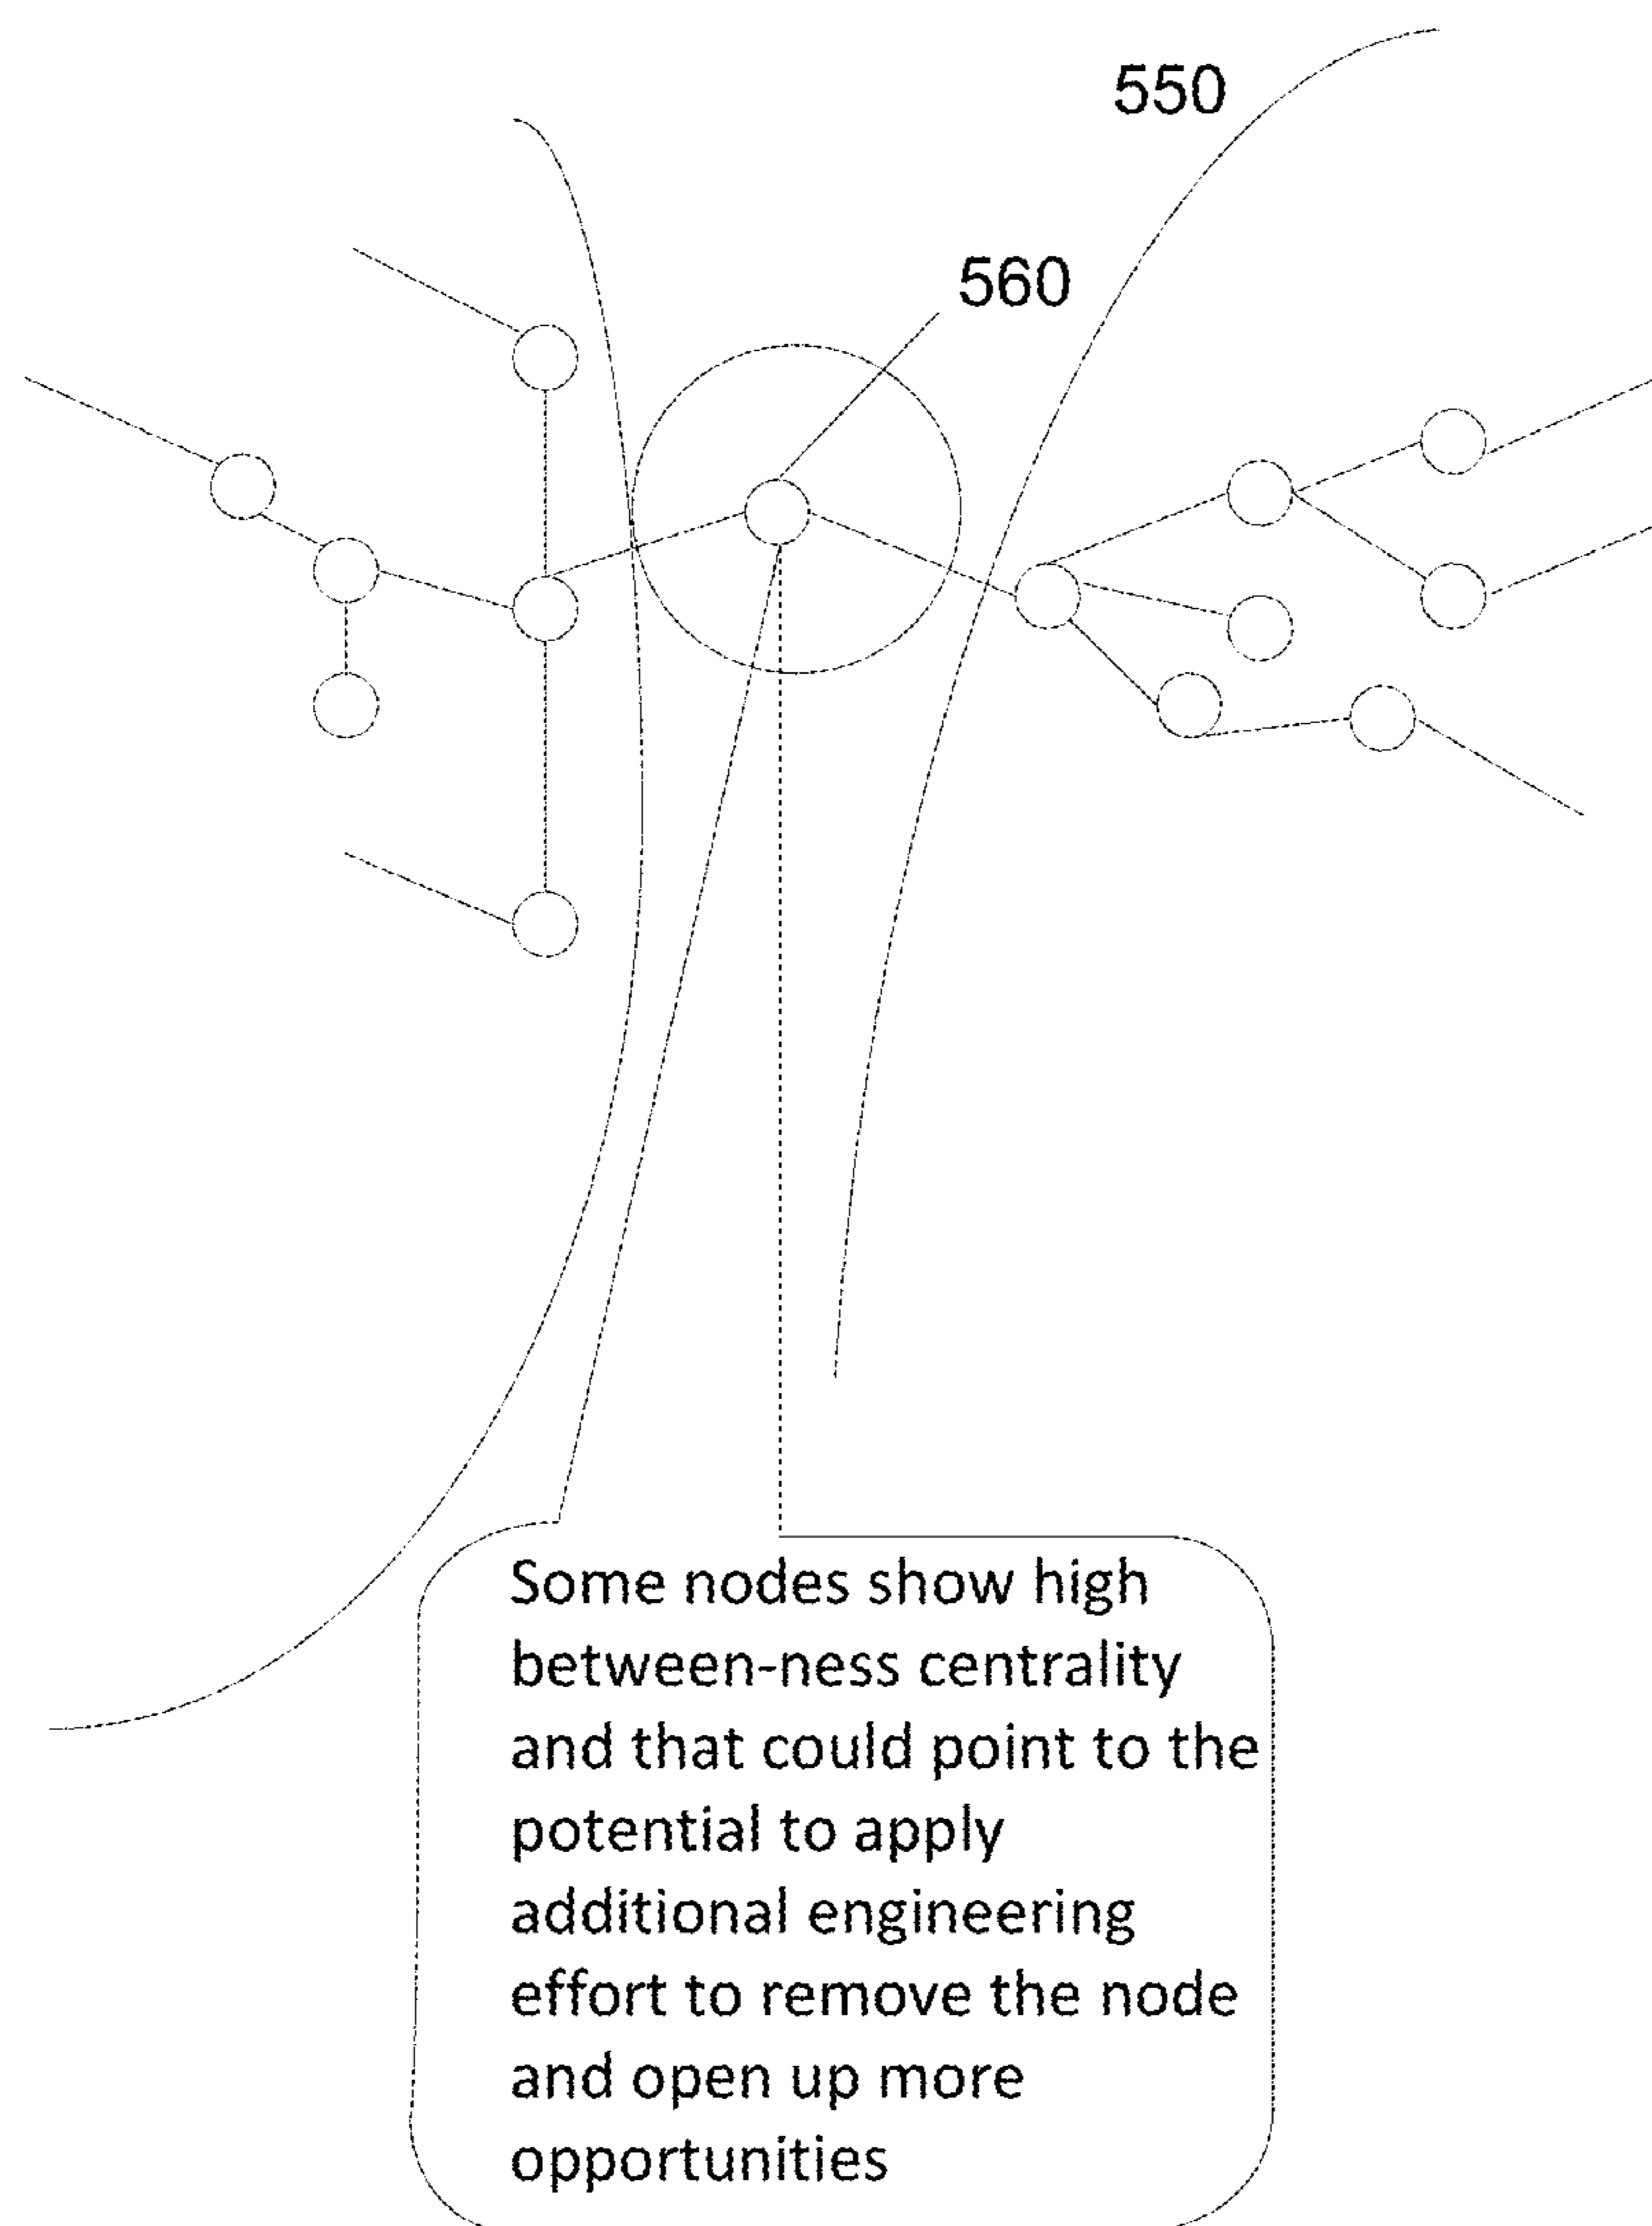 550
560
Some nodes show high
between-ness centrality
and that could point to the
potential to apply
additional engineering
effort to remove the node
and open up more
opportunities